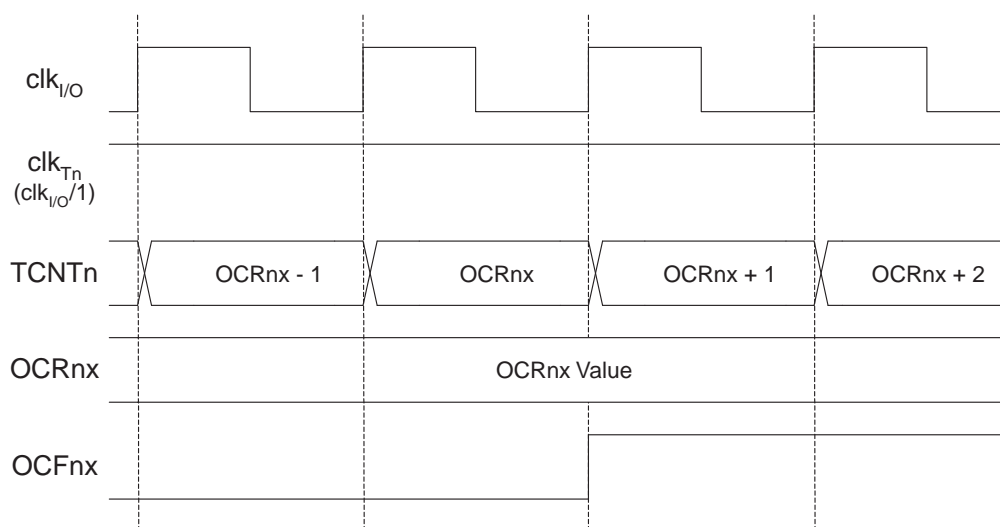 clkI/O
clkTn
(clkI/O/1)
TCNTn
OCRnx - 1
OCRnx
OCRnx + 1
OCRnx + 2
OCRnx
OCRnx Value
OCFnx